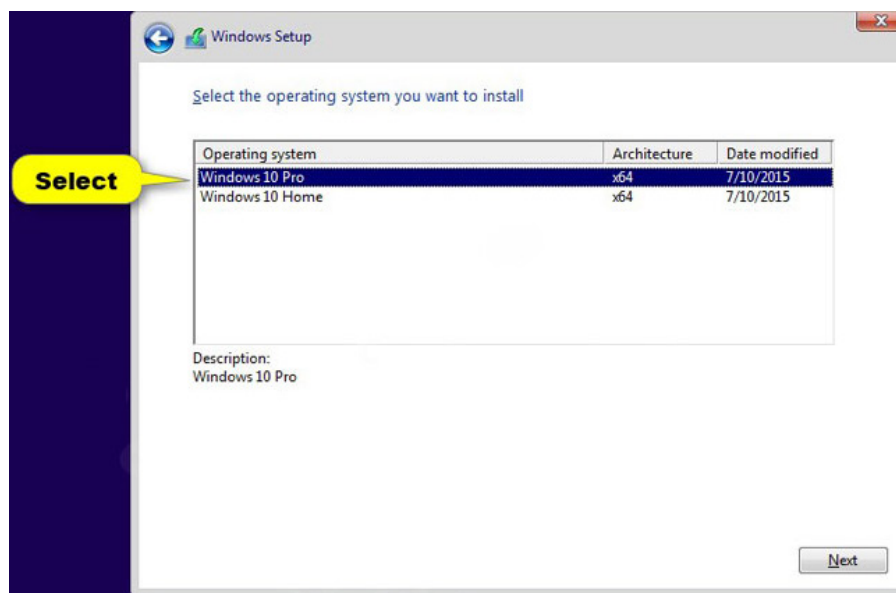 Windows Setup
Select the operating system you want to install
Operating system Architecture Date modified
Select
Windows 10 Pro x64 7/10/2015
Windows 10 Home x64 7/10/2015
Description:
Windows 10 Pro
Next